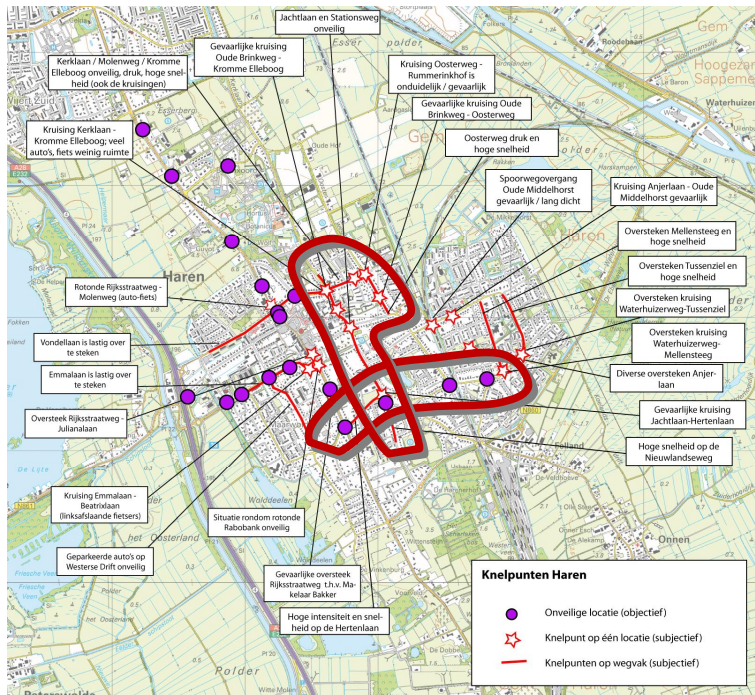 Jachtlaan en Stationsweg
onveilig
Gevaarlijke kruising
Oude Brinkweg -
Kromme Elleboog
Kerklaan / Molenweg / Kromme
Elleboog onveilig, druk, hoge snel-
heid (ook de kruisingen)
Kruising Kerklaan -
Kromme Elleboog; veel
auto's, fiets weinig ruimte
Kruising Oosterweg -
Rummerinkhof is
onduidelijk / gevaarlijk
Gevaarlijke kruising Oude
Brinkweg - Oosterweg
Oosterweg druk en
hoge snelheid
Spoorwegovergang
Oude Middelhorst
gevaarlijk / lang dicht
Kruising Anjerlaan - Oude
Middelhorst gevaarlijk
Oversteken Mellensteeg en
hoge snelheid
Oversteken Tussenziel en
hoge snelheid
Oversteken kruising
Waterhuizerweg-Tussenziel
Oversteken kruising
Waterhuizerweg-
Mellensteeg
Diverse oversteken Anjer-
laan
Gevaarlijke kruising
Jachtlaan-Hertenlaan
Hoge snelheid op de
Nieuwlandseweg
Haren
Rotonde Rijksstraatweg -
Molenweg (auto-fiets)
Vondellaan is lastig over
te steken
Emmalaan is lastig over
te steken
Oversteek Rijksstraatweg -
Julianalaan
Kruising Emmalaan -
Beatrixlaan
(linksafslaande fietsers)
Geparkeerde auto's op
Westerse Drift onveilig
Situatie rondom rotonde
Rabobank onveilig
Gevaarlijke oversteek
Rijksstraatweg t.h.v. Ma-
kelaar Bakker
Hoge intensiteit en snel-
heid op de Hertenlaan
A28
E232
Onnen
Felland
het Oosterland
Polder
Knelpunten Haren
Onveilige locatie (objectief)
Knelpunt op één locatie (subjectief)
Knelpunten op wegvak (subjectief)